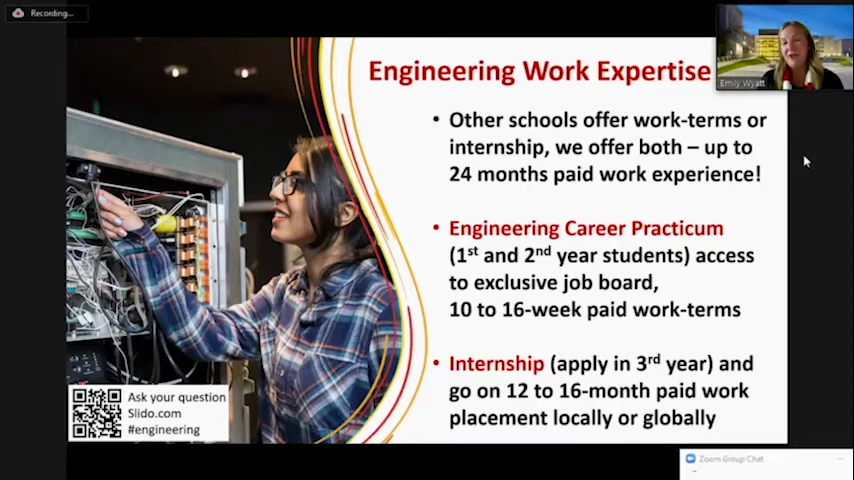 Recording...
Emily Wyatt
Engineering Work Expertise
• Other schools offer work-terms or
internship, we offer both – up to
24 months paid work experience!
• Engineering Career Practicum
(1st and 2nd year students) access
to exclusive job board,
10 to 16-week paid work-terms
• Internship (apply in 3rd year) and
go on 12 to 16-month paid work
placement locally or globally
Ask your question
Slido.com
#engineering
Zoom Group Chat